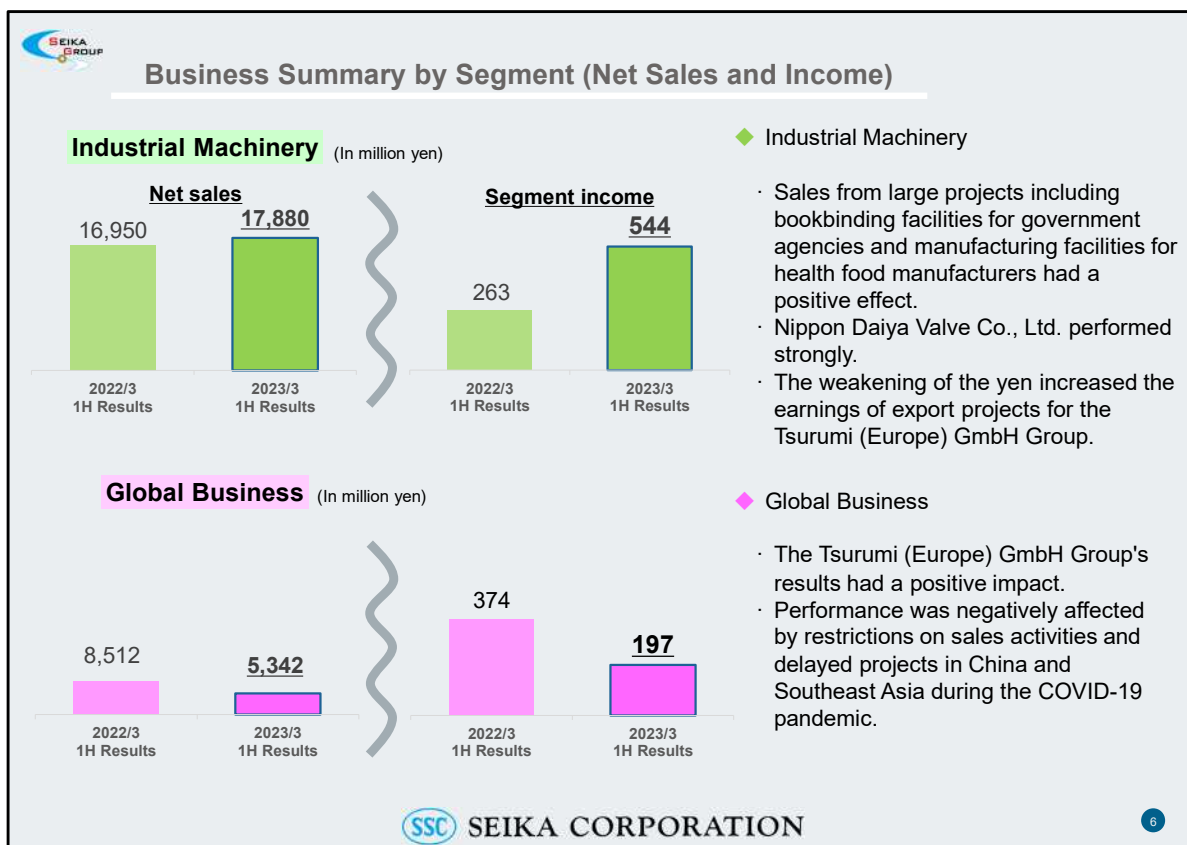 SEIKA
GROUP
Business Summary by Segment (Net Sales and Income)
Industrial Machinery (In million yen)
Net sales
Segment income
16,950
17,880
263
544
2022/3
1H Results
2023/3
1H Results
2022/3
1H Results
2023/3
1H Results
◆ Industrial Machinery
· Sales from large projects including
bookbinding facilities for government
agencies and manufacturing facilities for
health food manufacturers had a
positive effect.
· Nippon Daiya Valve Co., Ltd. performed
strongly.
· The weakening of the yen increased the
earnings of export projects for the
Tsurumi (Europe) GmbH Group.
Global Business (In million yen)
8,512
5,342
374
197
2022/3
1H Results
2023/3
1H Results
2022/3
1H Results
2023/3
1H Results
◆ Global Business
· The Tsurumi (Europe) GmbH Group's
results had a positive impact.
· Performance was negatively affected
by restrictions on sales activities and
delayed projects in China and
Southeast Asia during the COVID-19
pandemic.
SSC SEIKA CORPORATION
6